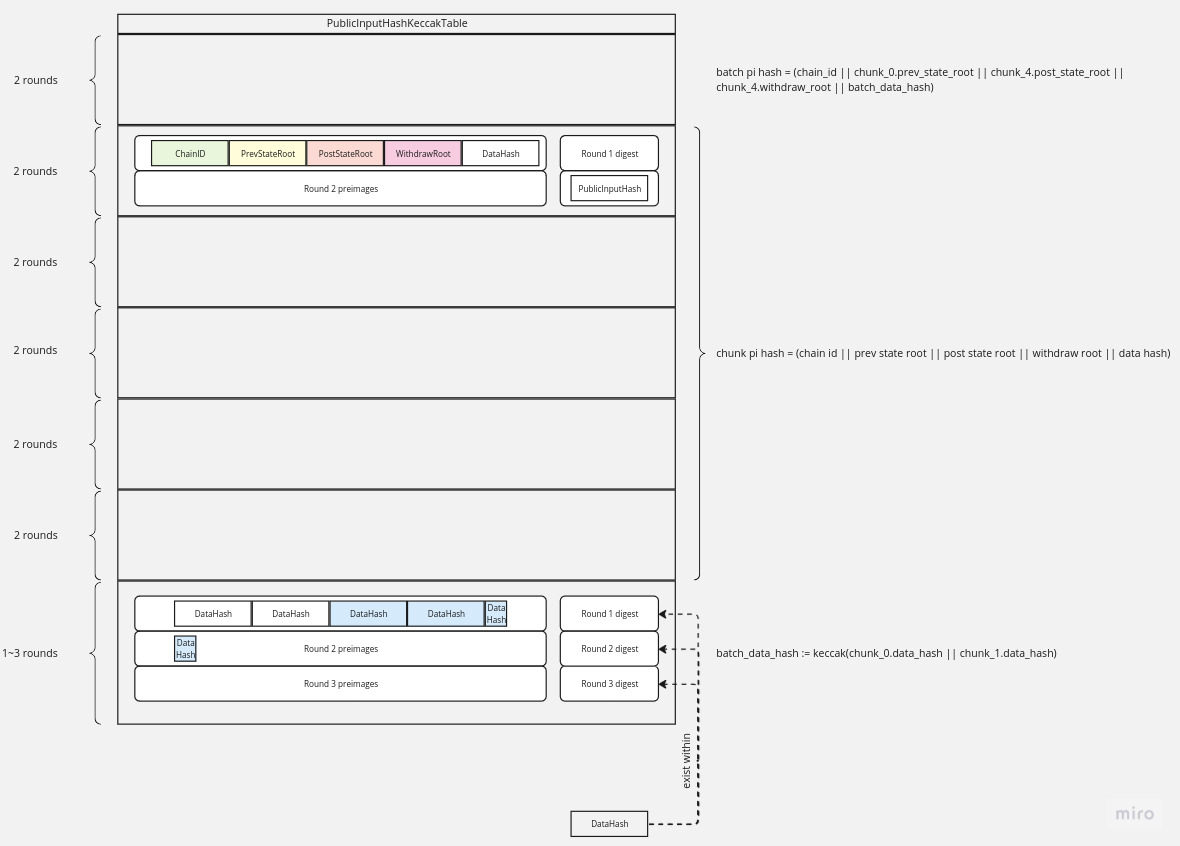 PublicInputHashKeccakTable
2 rounds
batch pi hash = (chain_id || chunk_0.prev_state_root || chunk_4.post_state_root ||
chunk_4.withdraw_root || batch_data_hash)
2 rounds
ChainID
PrevStateRoot
PostStateRoot
WithdrawRoot
DataHash
Round 1 digest
Round 2 preimages
PublicInputHash
2 rounds
2 rounds
chunk pi hash = (chain id || prev state root || post state root || withdraw root || data hash)
2 rounds
2 rounds
1~3 rounds
DataHash
DataHash
DataHash
DataHash
Data
Hash
Round 1 digest
Data
Hash
Round 2 preimages
Round 2 digest
Round 3 preimages
Round 3 digest
batch_data_hash := keccak(chunk_0.data_hash || chunk_1.data_hash)
exist within
DataHash
miro